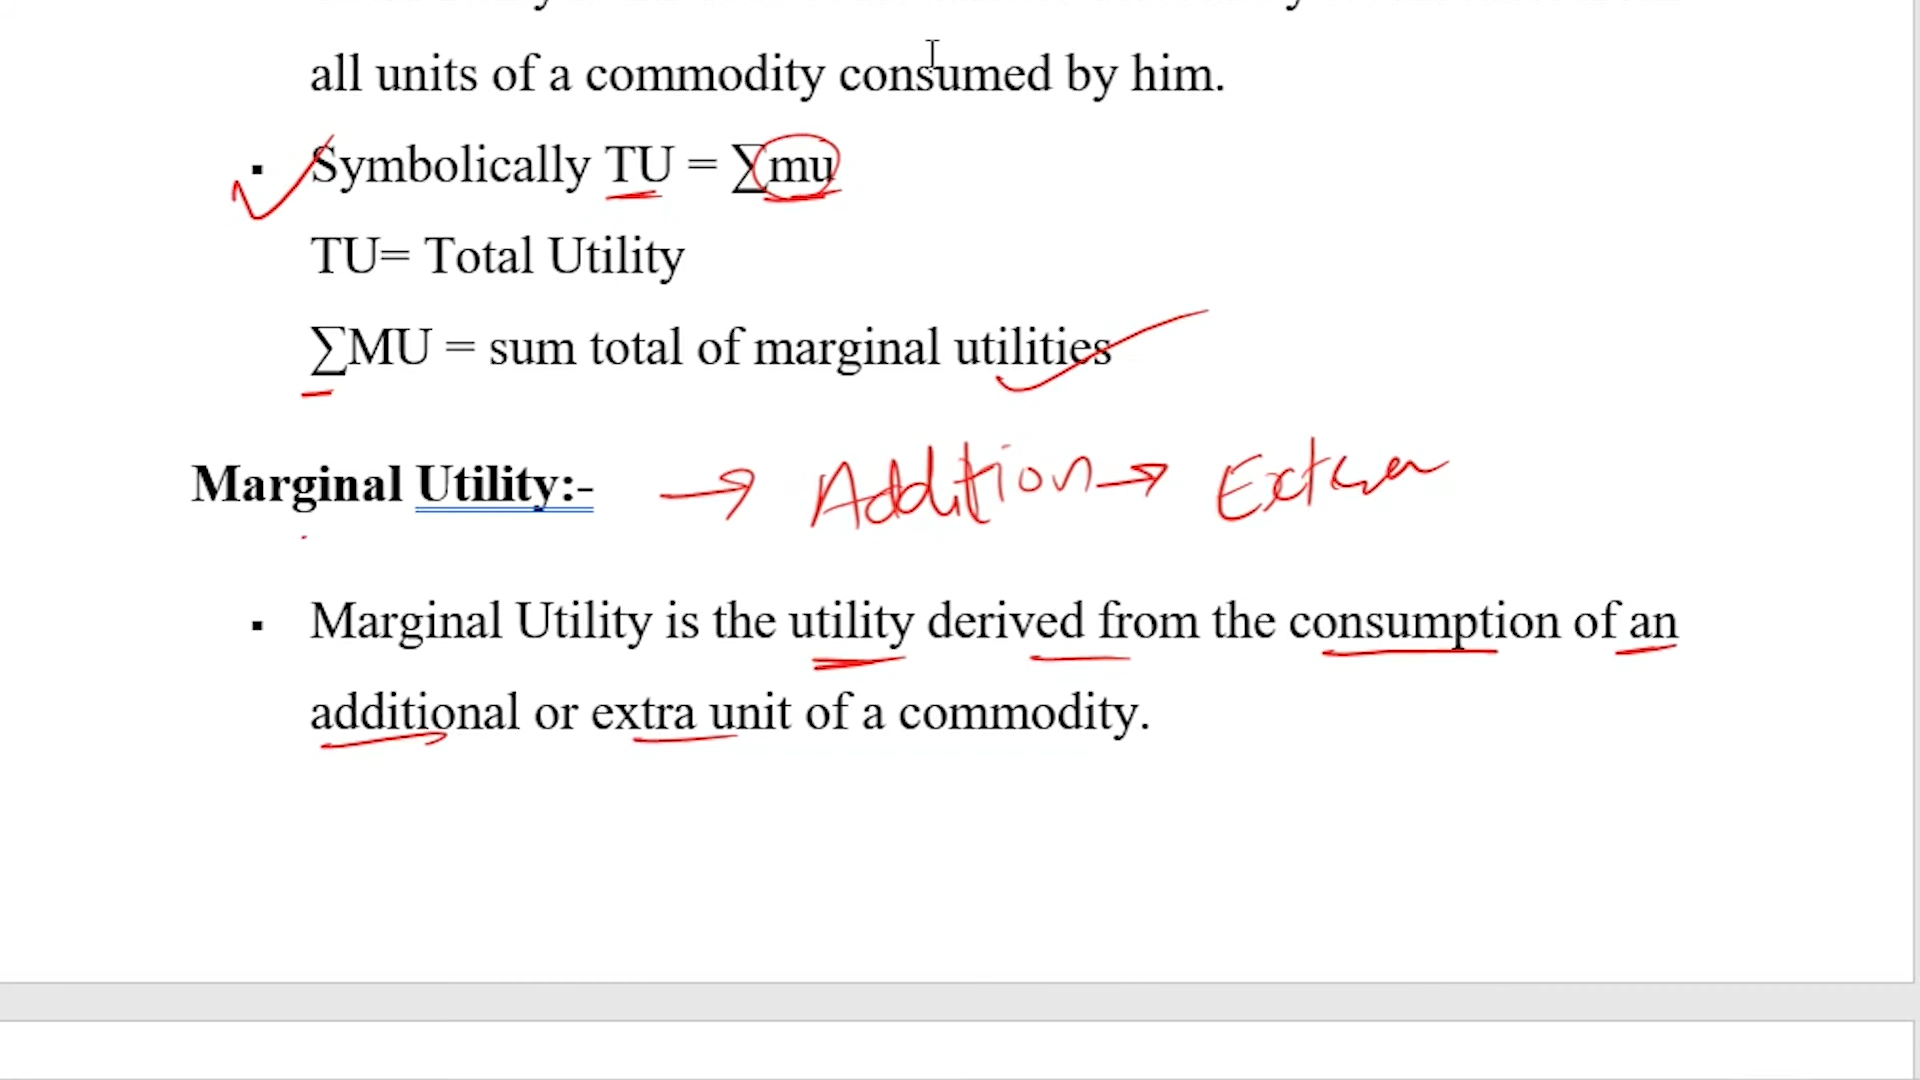 all units of a commodity consumed by him.
▪ Symbolically TU = ∑mu
TU= Total Utility
∑MU = sum total of marginal utilities
Marginal Utility:- → Addition → Extra
▪ Marginal Utility is the utility derived from the consumption of an
additional or extra unit of a commodity.